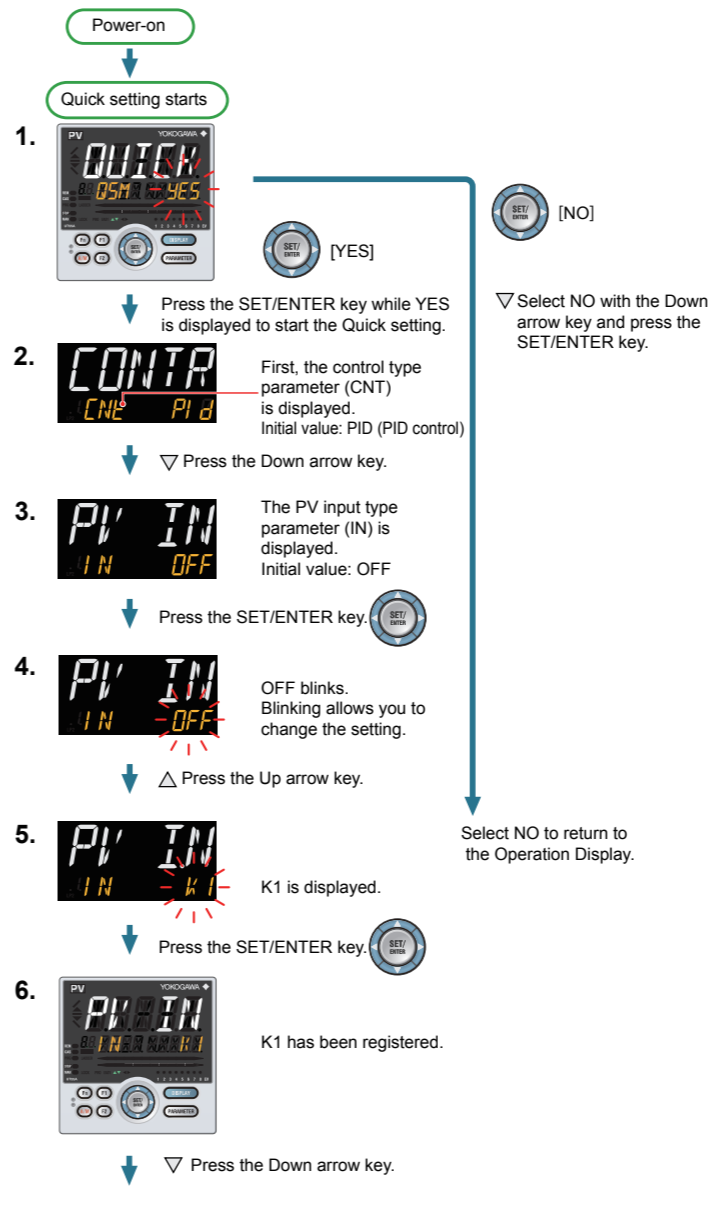 Power-on
Quick setting starts
1.
PV
YOKOGAWA
QUICK
QSM YES
SET/
ENTER
DISPLAY
PARAMETER
SET/
ENTER
[YES]
SET/
ENTER
[NO]
Press the SET/ENTER key while YES
is displayed to start the Quick setting.
▽ Select NO with the Down
arrow key and press the
SET/ENTER key.
2.
CONTR
CNT PID
First, the control type
parameter (CNT)
is displayed.
Initial value: PID (PID control)
▽ Press the Down arrow key.
3.
PV IN
IN OFF
The PV input type
parameter (IN) is
displayed.
Initial value: OFF
Press the SET/ENTER key.
SET/
ENTER
4.
PV IN
IN OFF
OFF blinks.
Blinking allows you to
change the setting.
△ Press the Up arrow key.
5.
PV IN
IN K1
K1 is displayed.
Select NO to return to
the Operation Display.
Press the SET/ENTER key.
SET/
ENTER
6.
PV
YOKOGAWA
PV IN
IN K1
SET/
ENTER
DISPLAY
PARAMETER
K1 has been registered.
▽ Press the Down arrow key.